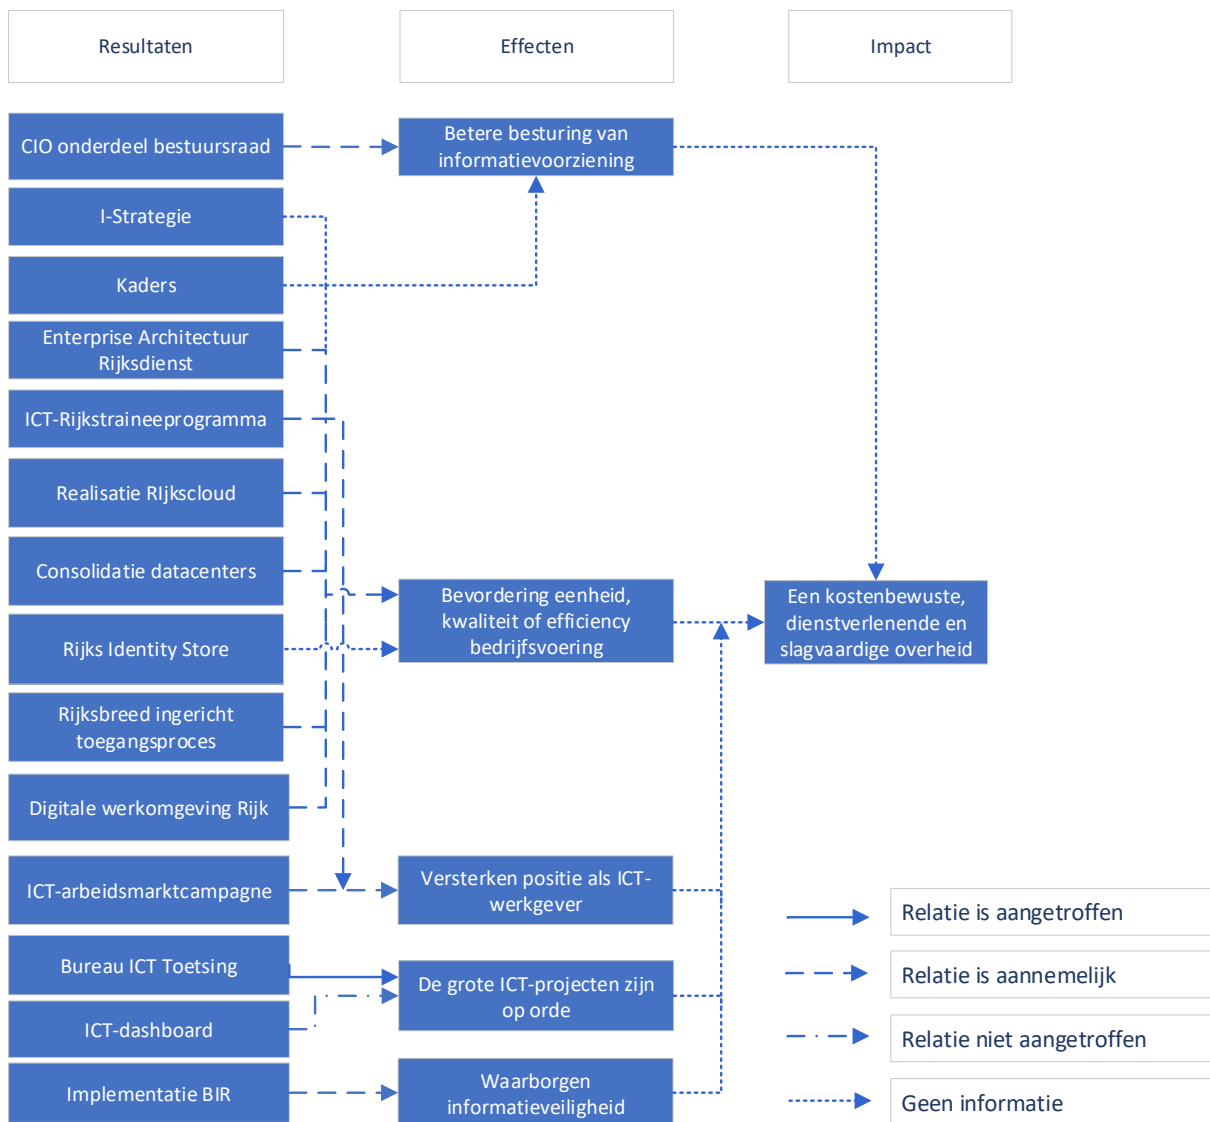 Resultaten
Effecten
Impact
CIO onderdeel bestuursraad
Betere besturing van
informatievoorziening
I-Strategie
Kaders
Enterprise Architectuur
Rijksdienst
ICT-Rijkstraineeprogramma
Realisatie RIjkscloud
Consolidatie datacenters
Bevordering eenheid,
kwaliteit of efficiency
bedrijfsvoering
Een kostenbewuste,
dienstverlenende en
slagvaardige overheid
Rijks Identity Store
Rijksbreed ingericht
toegangsproces
Digitale werkomgeving Rijk
ICT-arbeidsmarktcampagne
Versterken positie als ICT-
werkgever
Bureau ICT Toetsing
De grote ICT-projecten zijn
op orde
ICT-dashboard
Implementatie BIR
Waarborgen
informatieveiligheid
Relatie is aangetroffen
Relatie is aannemelijk
Relatie niet aangetroffen
Geen informatie